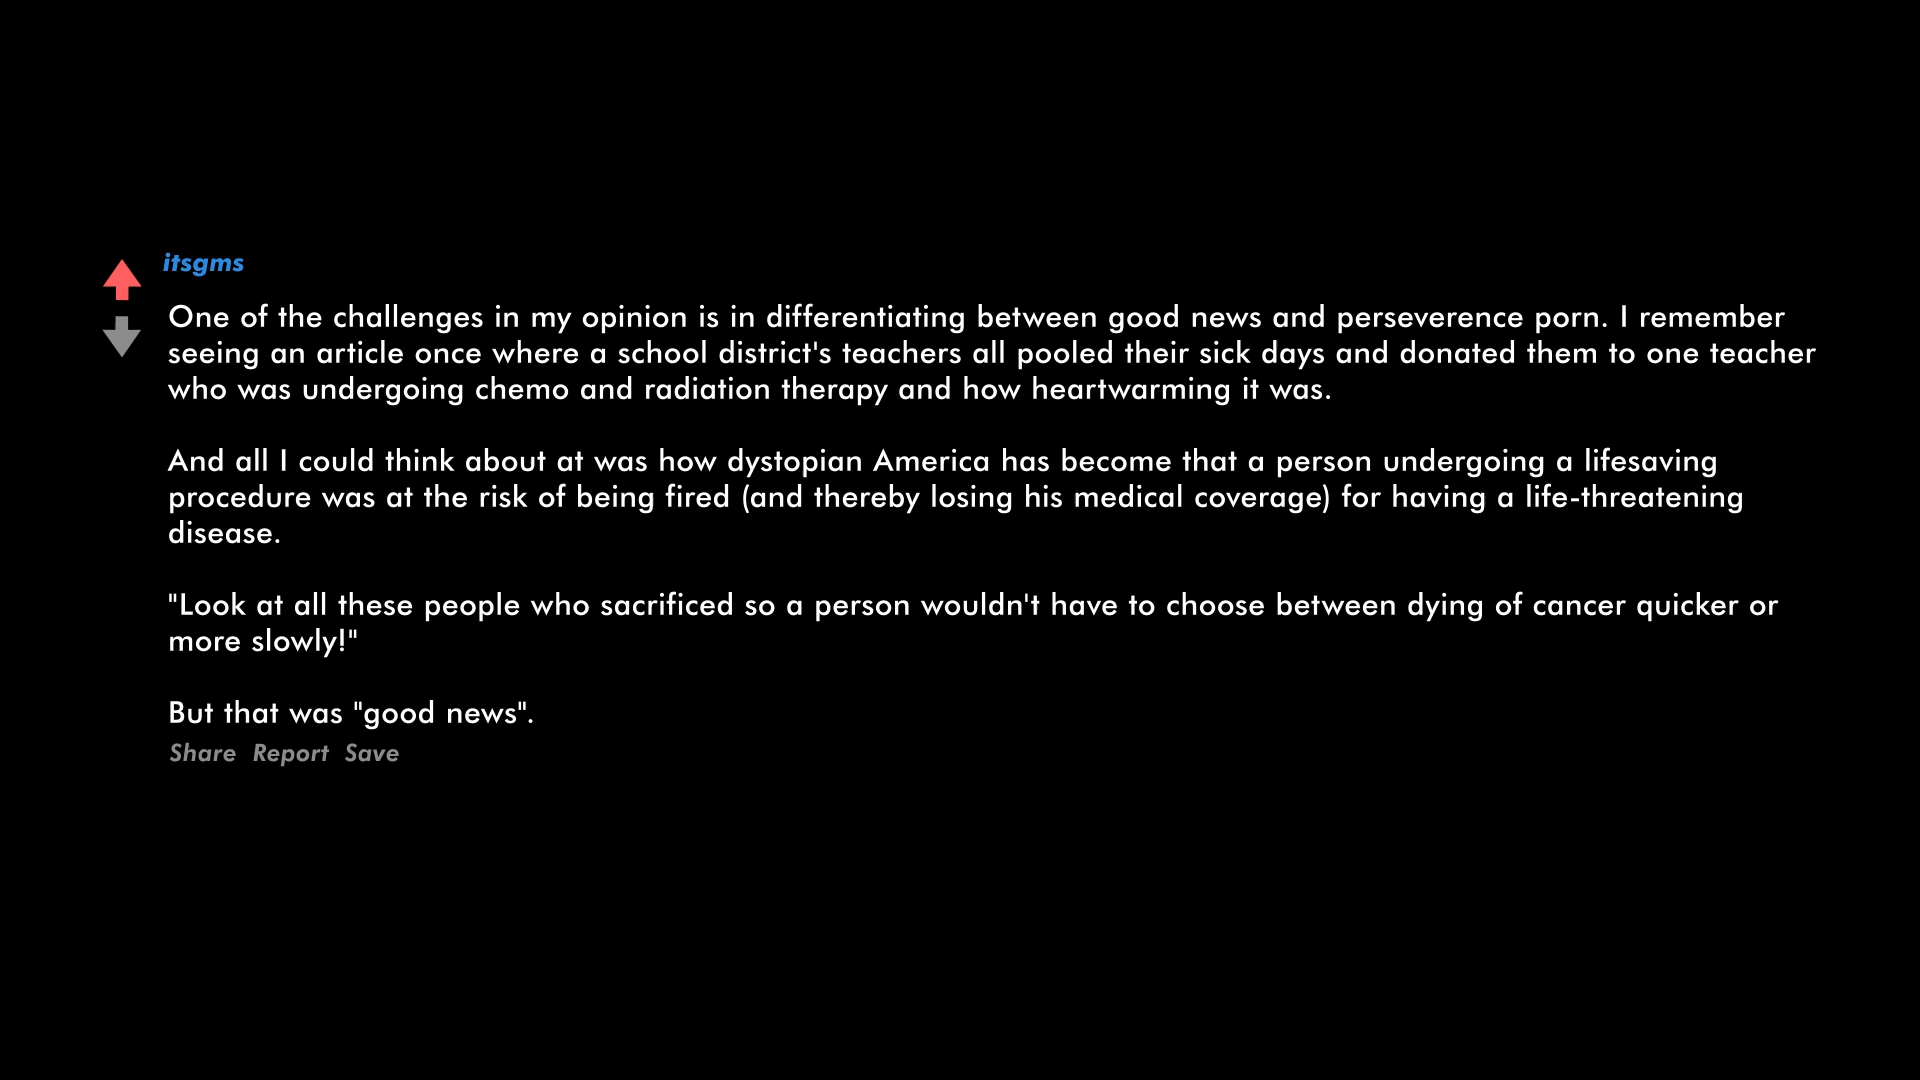 itsgms
One of the challenges in my opinion is in differentiating between good news and perseverence porn. I remember
seeing an article once where a school district's teachers all pooled their sick days and donated them to one teacher
who was undergoing chemo and radiation therapy and how heartwarming it was.
And all I could think about at was how dystopian America has become that a person undergoing a lifesaving
procedure was at the risk of being fired (and thereby losing his medical coverage) for having a life-threatening
disease.
"Look at all these people who sacrificed so a person wouldn't have to choose between dying of cancer quicker or
more slowly!"
But that was "good news".
Share Report Save